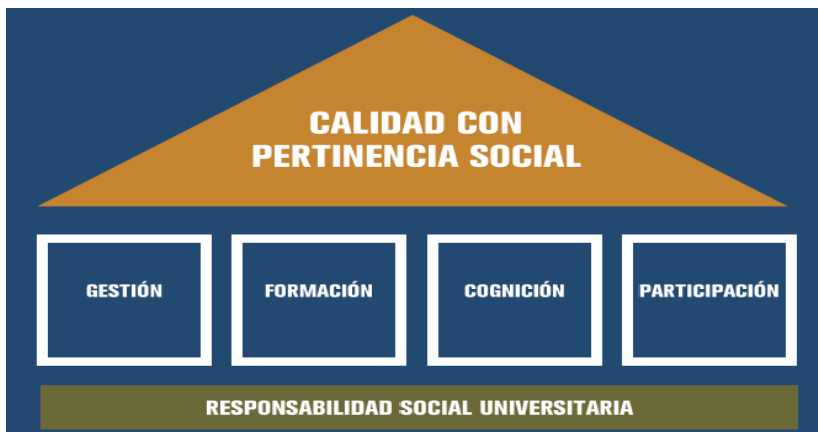 CALIDAD CON
PERTINENCIA SOCIAL
GESTIÓN
FORMACIÓN
COGNICIÓN
PARTICIPACIÓN
RESPONSABILIDAD SOCIAL UNIVERSITARIA